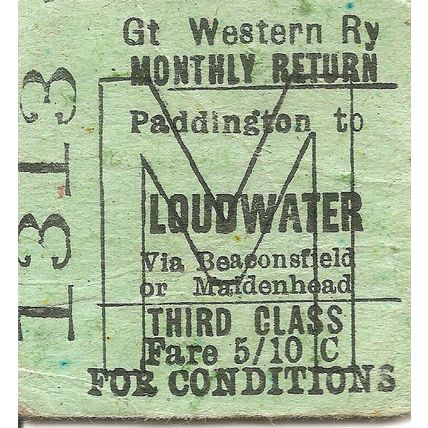 Gt Western Ry
MONTHLY RETURN
Paddington to
LOUDWATER
Via Beaconsfield
or Maidenhead
THIRD CLASS
Fare 5/10 C
FOR CONDITIONS
1313